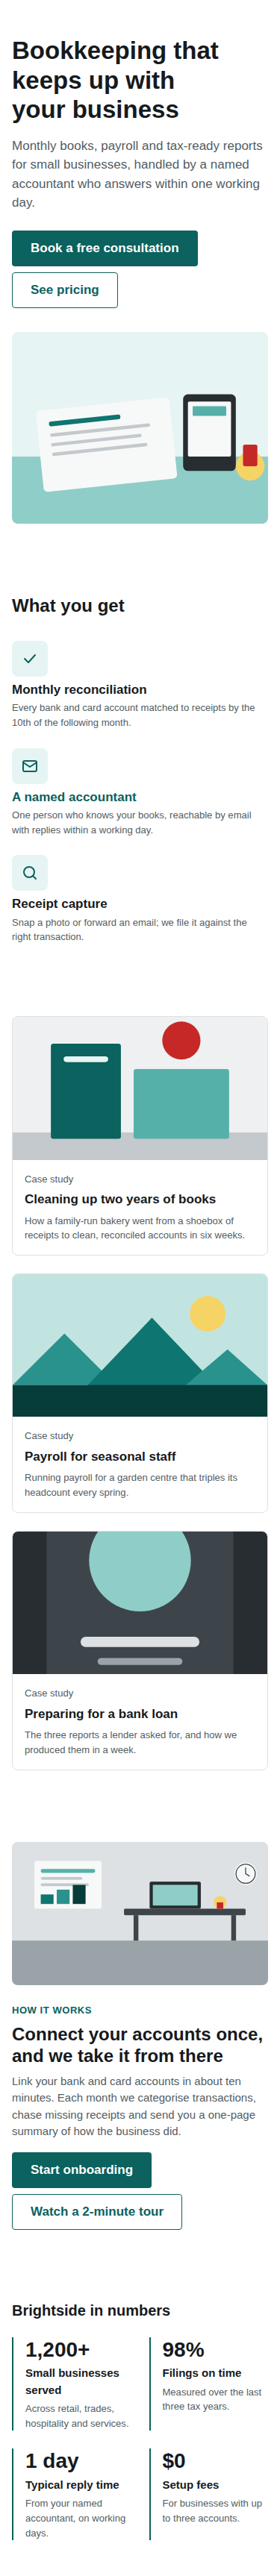 Bookkeeping that
keeps up with
your business
Monthly books, payroll and tax-ready reports
for small businesses, handled by a named
accountant who answers within one working
day.
Book a free consultation
See pricing
What you get
Monthly reconciliation
Every bank and card account matched to receipts by the
10th of the following month.
A named accountant
One person who knows your books, reachable by email
with replies within a working day.
Receipt capture
Snap a photo or forward an email; we file it against the
right transaction.
Case study
Cleaning up two years of books
How a family-run bakery went from a shoebox of
receipts to clean, reconciled accounts in six weeks.
Case study
Payroll for seasonal staff
Running payroll for a garden centre that triples its
headcount every spring.
Case study
Preparing for a bank loan
The three reports a lender asked for, and how we
produced them in a week.
HOW IT WORKS
Connect your accounts once,
and we take it from there
Link your bank and card accounts in about ten
minutes. Each month we categorise transactions,
chase missing receipts and send you a one-page
summary of how the business did.
Start onboarding
Watch a 2-minute tour
Brightside in numbers
1,200+
Small businesses
served
Across retail, trades,
hospitality and services.
98%
Filings on time
Measured over the last
three tax years.
1 day
Typical reply time
From your named
accountant, on working
days.
$0
Setup fees
For businesses with up
to three accounts.